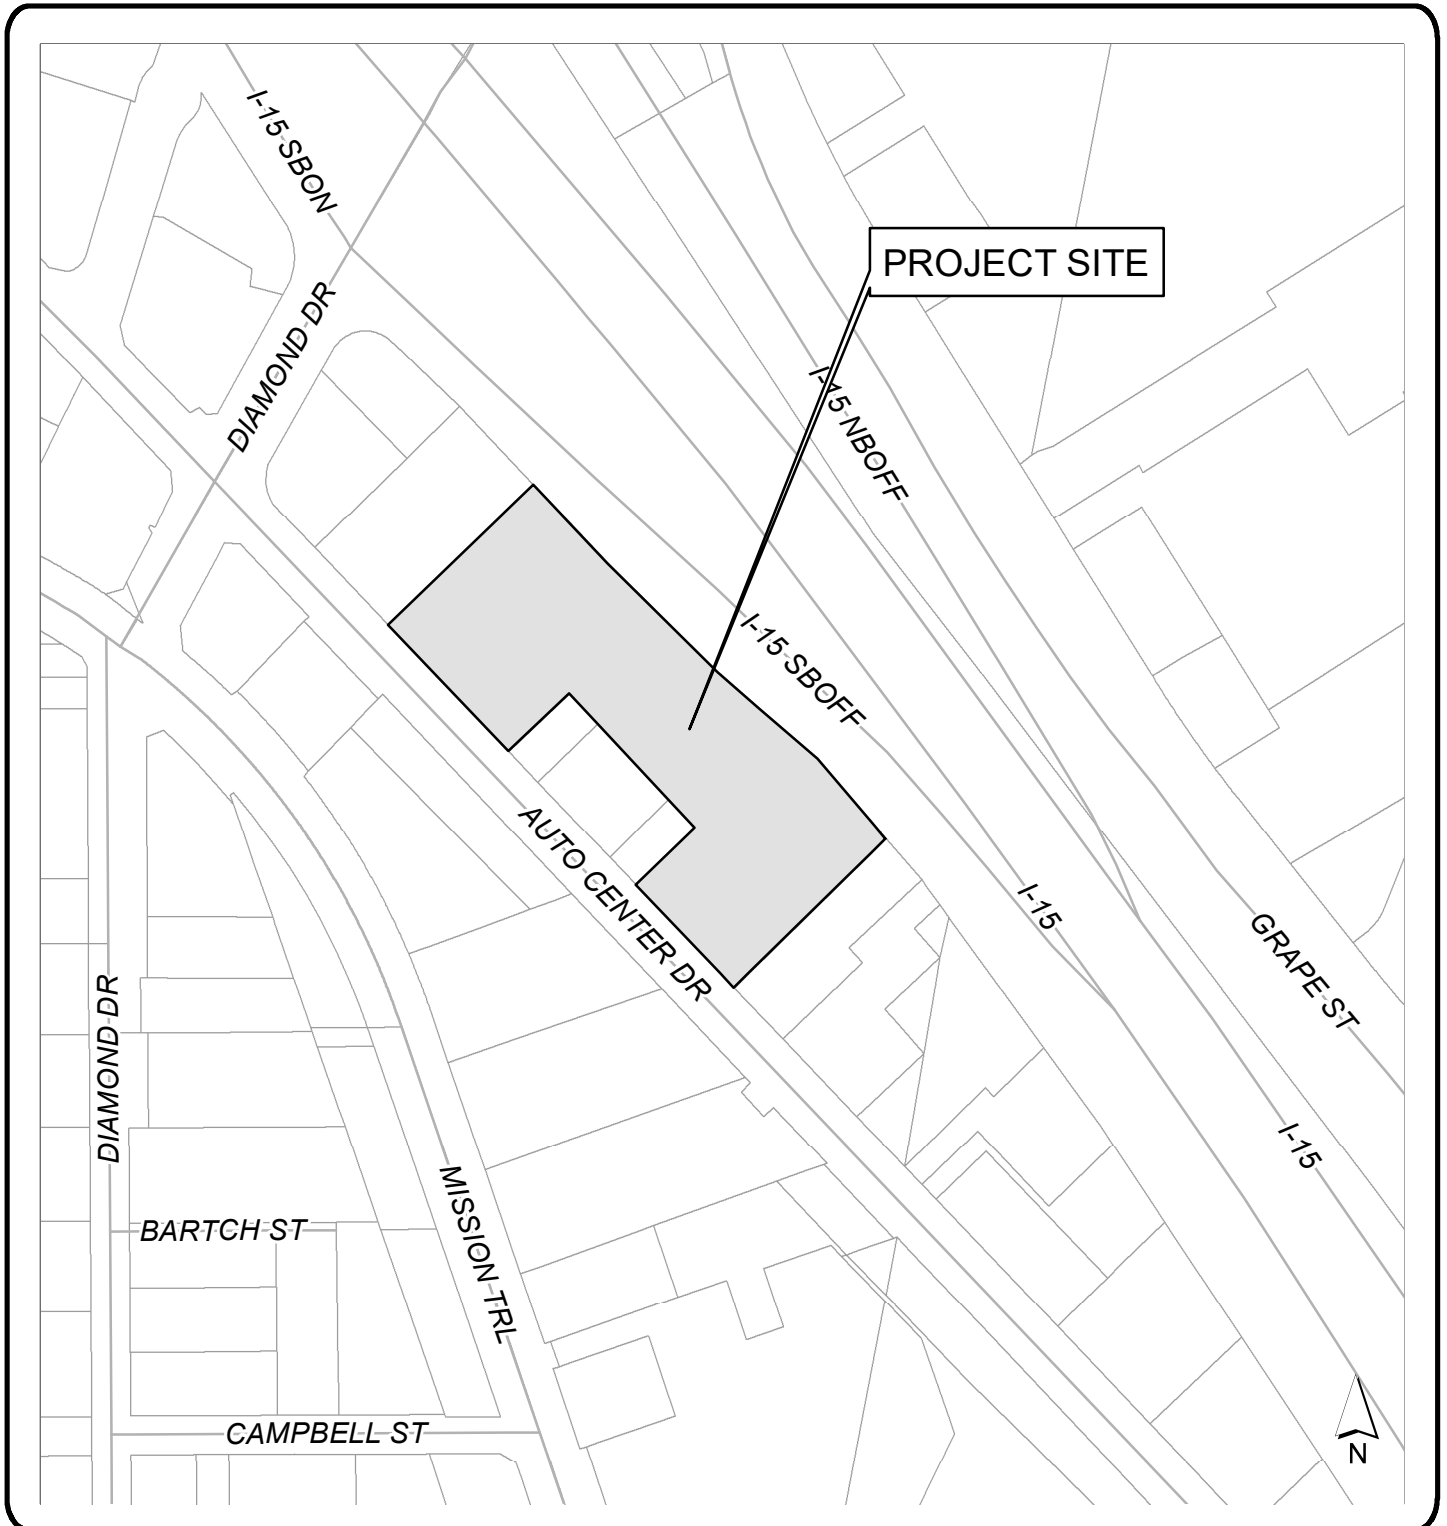 I-15 SBON
PROJECT SITE
DIAMOND DR
I-15 NBOFF
I-15 SBOFF
AUTO CENTER DR
I-15
GRAPE ST
DIAMOND DR
I-15
MISSION TRL
BARTCH ST
CAMPBELL ST
N